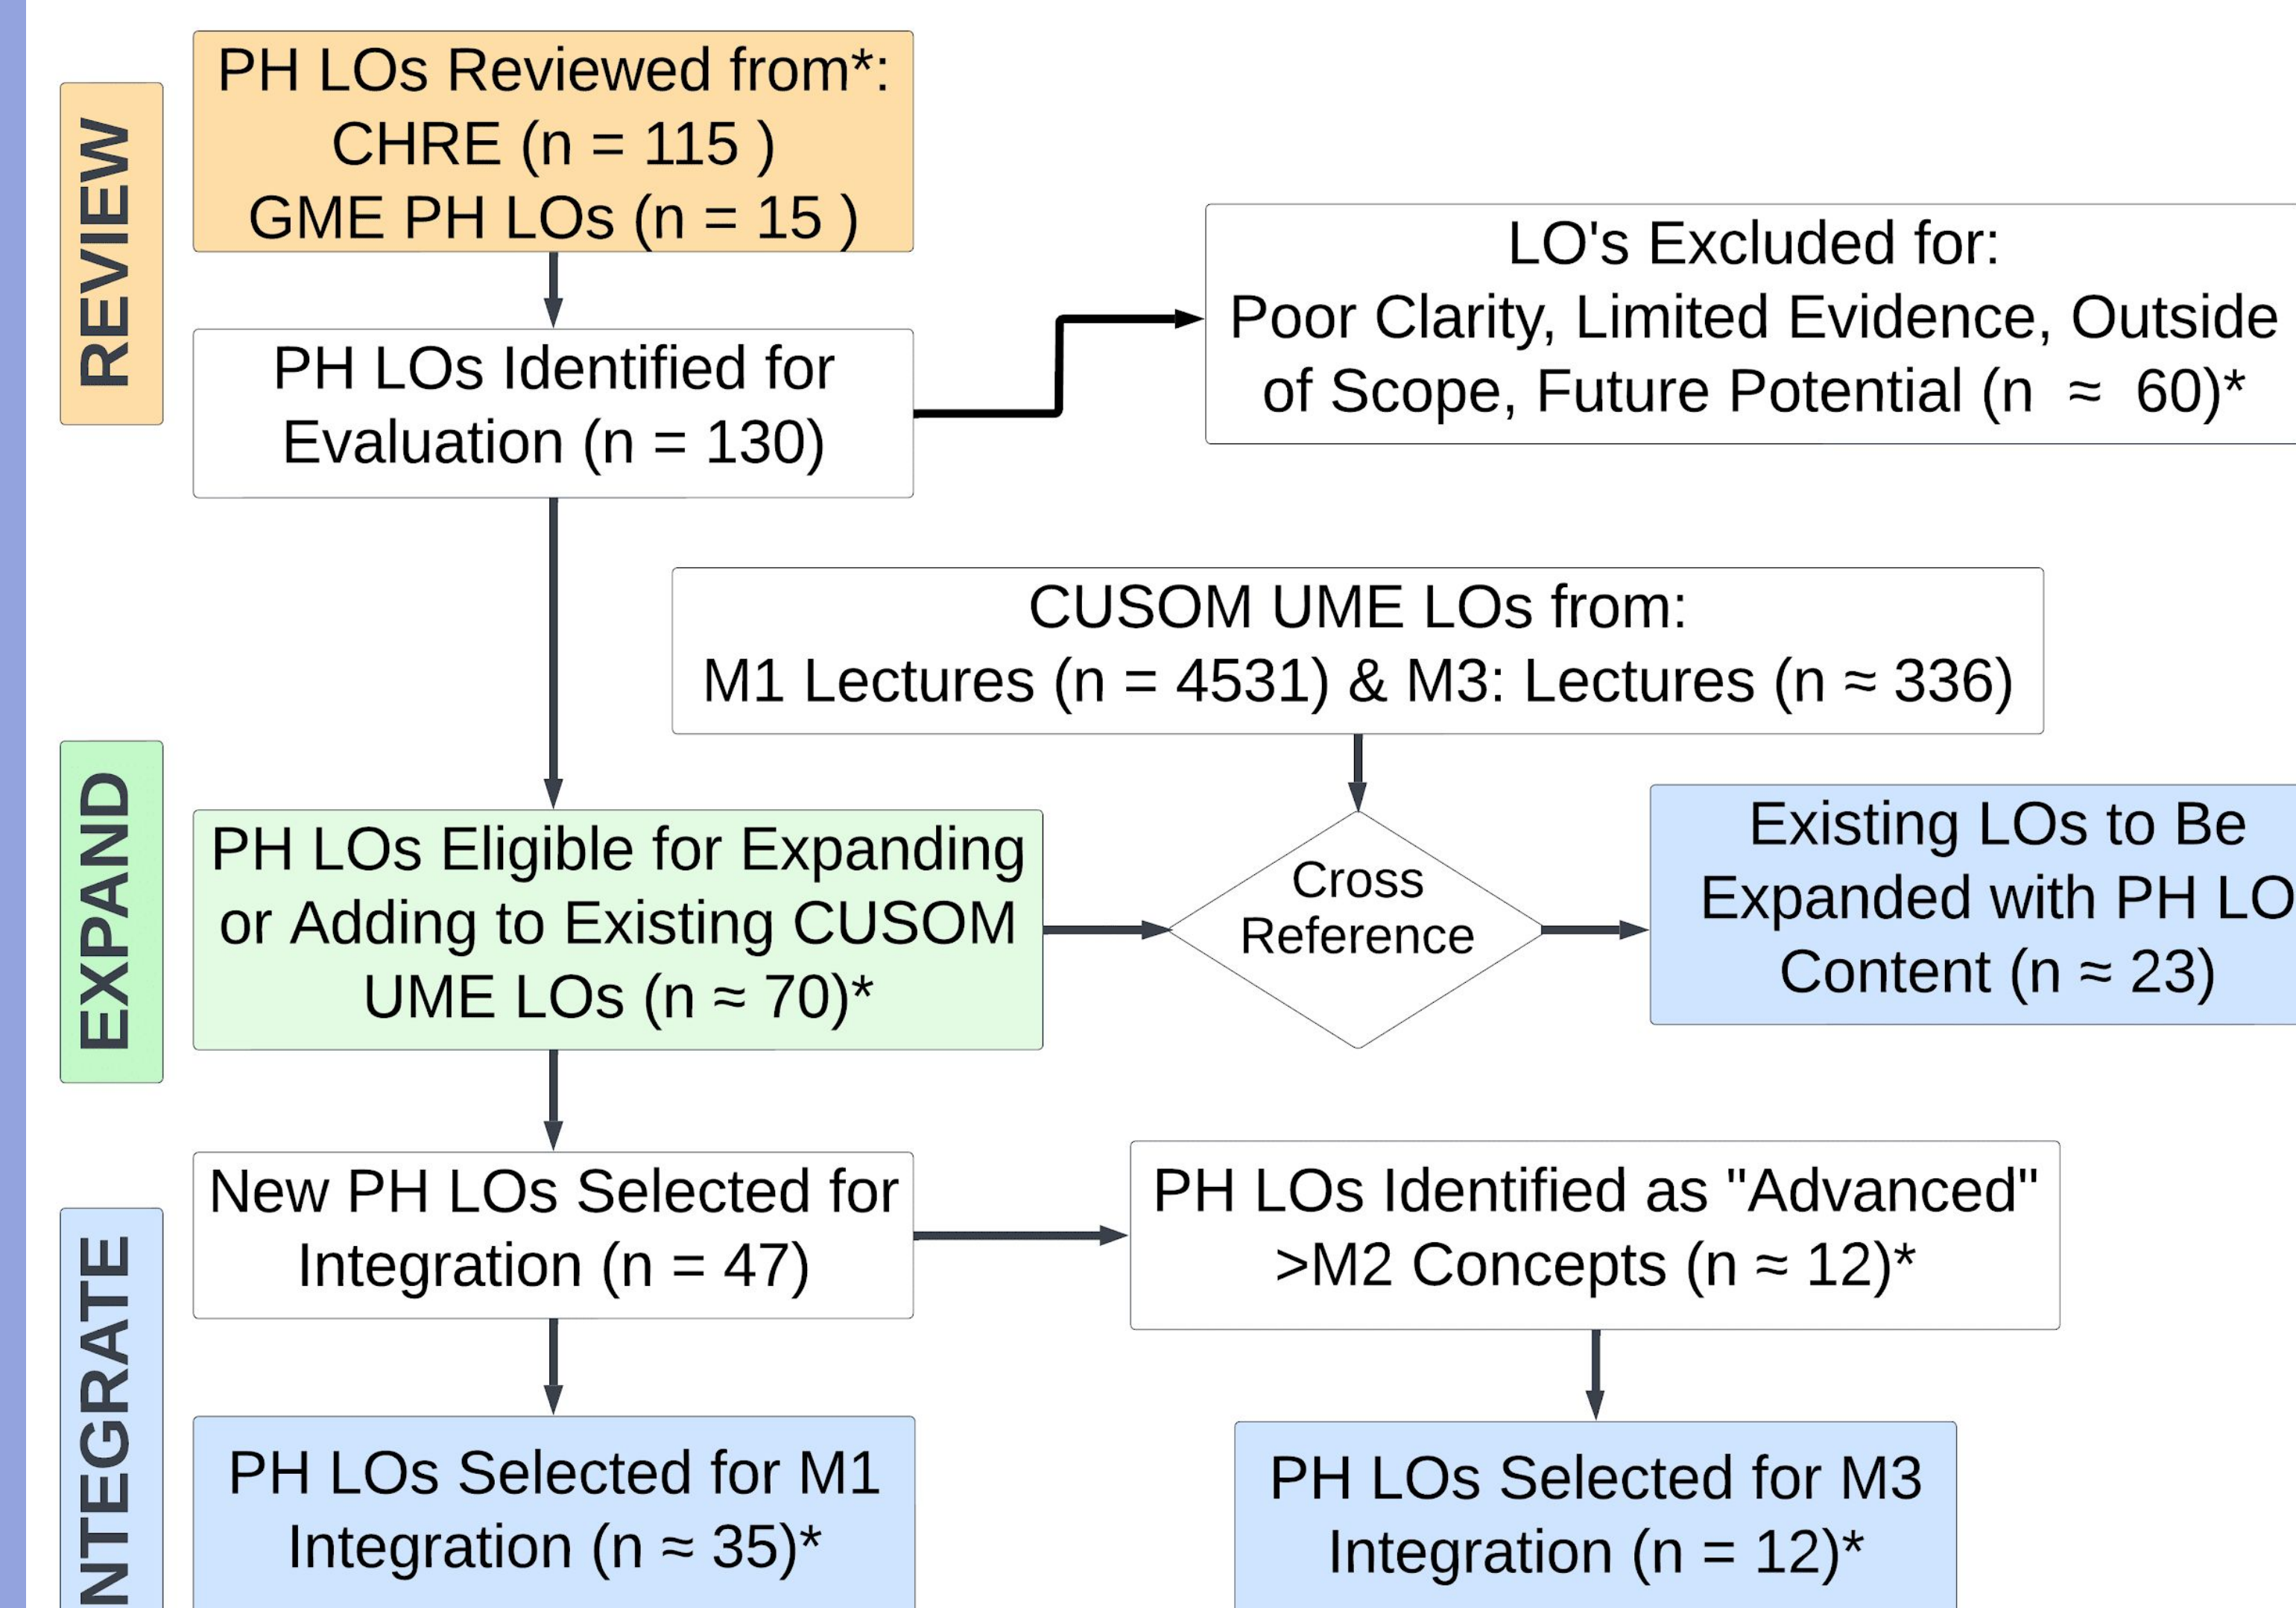 REVIEW
PH LOs Reviewed from*:
CHRE (n = 115 )
GME PH LOs (n = 15 )
LO's Excluded for:
Poor Clarity, Limited Evidence, Outside
of Scope, Future Potential (n ≈ 60)*
PH LOs Identified for
Evaluation (n = 130)
CUSOM UME LOs from:
M1 Lectures (n = 4531) & M3: Lectures (n ≈ 336)
EXPAND
PH LOs Eligible for Expanding
or Adding to Existing CUSOM
UME LOs (n ≈ 70)*
Cross
Reference
Existing LOs to Be
Expanded with PH LO
Content (n ≈ 23)
NTEGRATE
New PH LOs Selected for
Integration (n = 47)
PH LOs Identified as "Advanced"
>M2 Concepts (n ≈ 12)*
PH LOs Selected for M1
Integration (n ≈ 35)*
PH LOs Selected for M3
Integration (n = 12)*